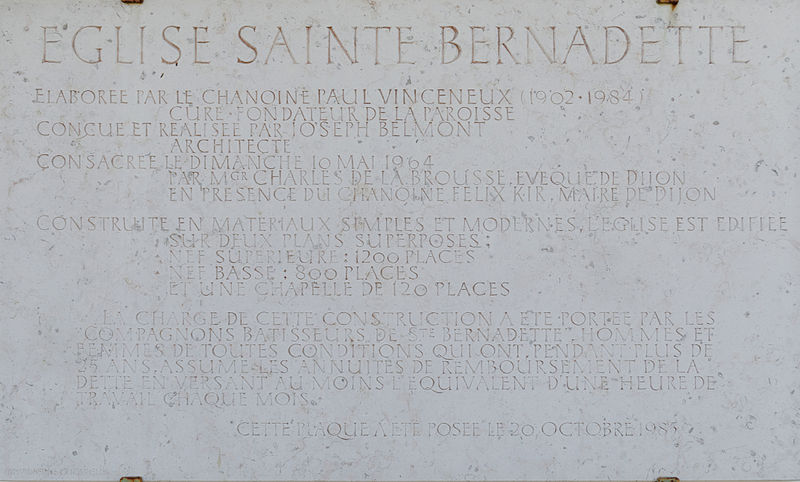 EGLISE SAINTE BERNADETTE
ELABOREE PAR LE CHANOINE PAUL VINCENEUX (1902-1984)
CURE-FONDATEUR DE LA PAROISSE
CONCUE ET REALISEE PAR JOSEPH BELMONT
ARCHITECTE
CONSACREE LE DIMANCHE 10 MAI 1964
PAR MGR CHARLES DE LA BROUSSE, EVEQUE DE DIJON
EN PRESENCE DU CHANOINE FELIX KIR, MAIRE DE DIJON
CONSTRUITE EN MATERIAUX SIMPLES ET MODERNES, L'EGLISE EST EDIFIEE
SUR DEUX PLANS SUPERPOSES :
NEF SUPERIEURE : 1200 PLACES
NEF BASSE : 800 PLACES
ET UNE CHAPELLE DE 120 PLACES
LA CHARGE DE CETTE CONSTRUCTION A ETE PORTEE PAR LES
"COMPAGNONS BATISSEURS DE STE BERNADETTE", HOMMES ET
FEMMES DE TOUTES CONDITIONS QUI ONT, PENDANT PLUS DE
25 ANS, ASSUME LES ANNUITES DE REMBOURSEMENT DE LA
DETTE EN VERSANT AU MOINS L'EQUIVALENT D'UNE HEURE DE
TRAVAIL CHAQUE MOIS.
CETTE PLAQUE A ETE POSEE LE 20 OCTOBRE 1985